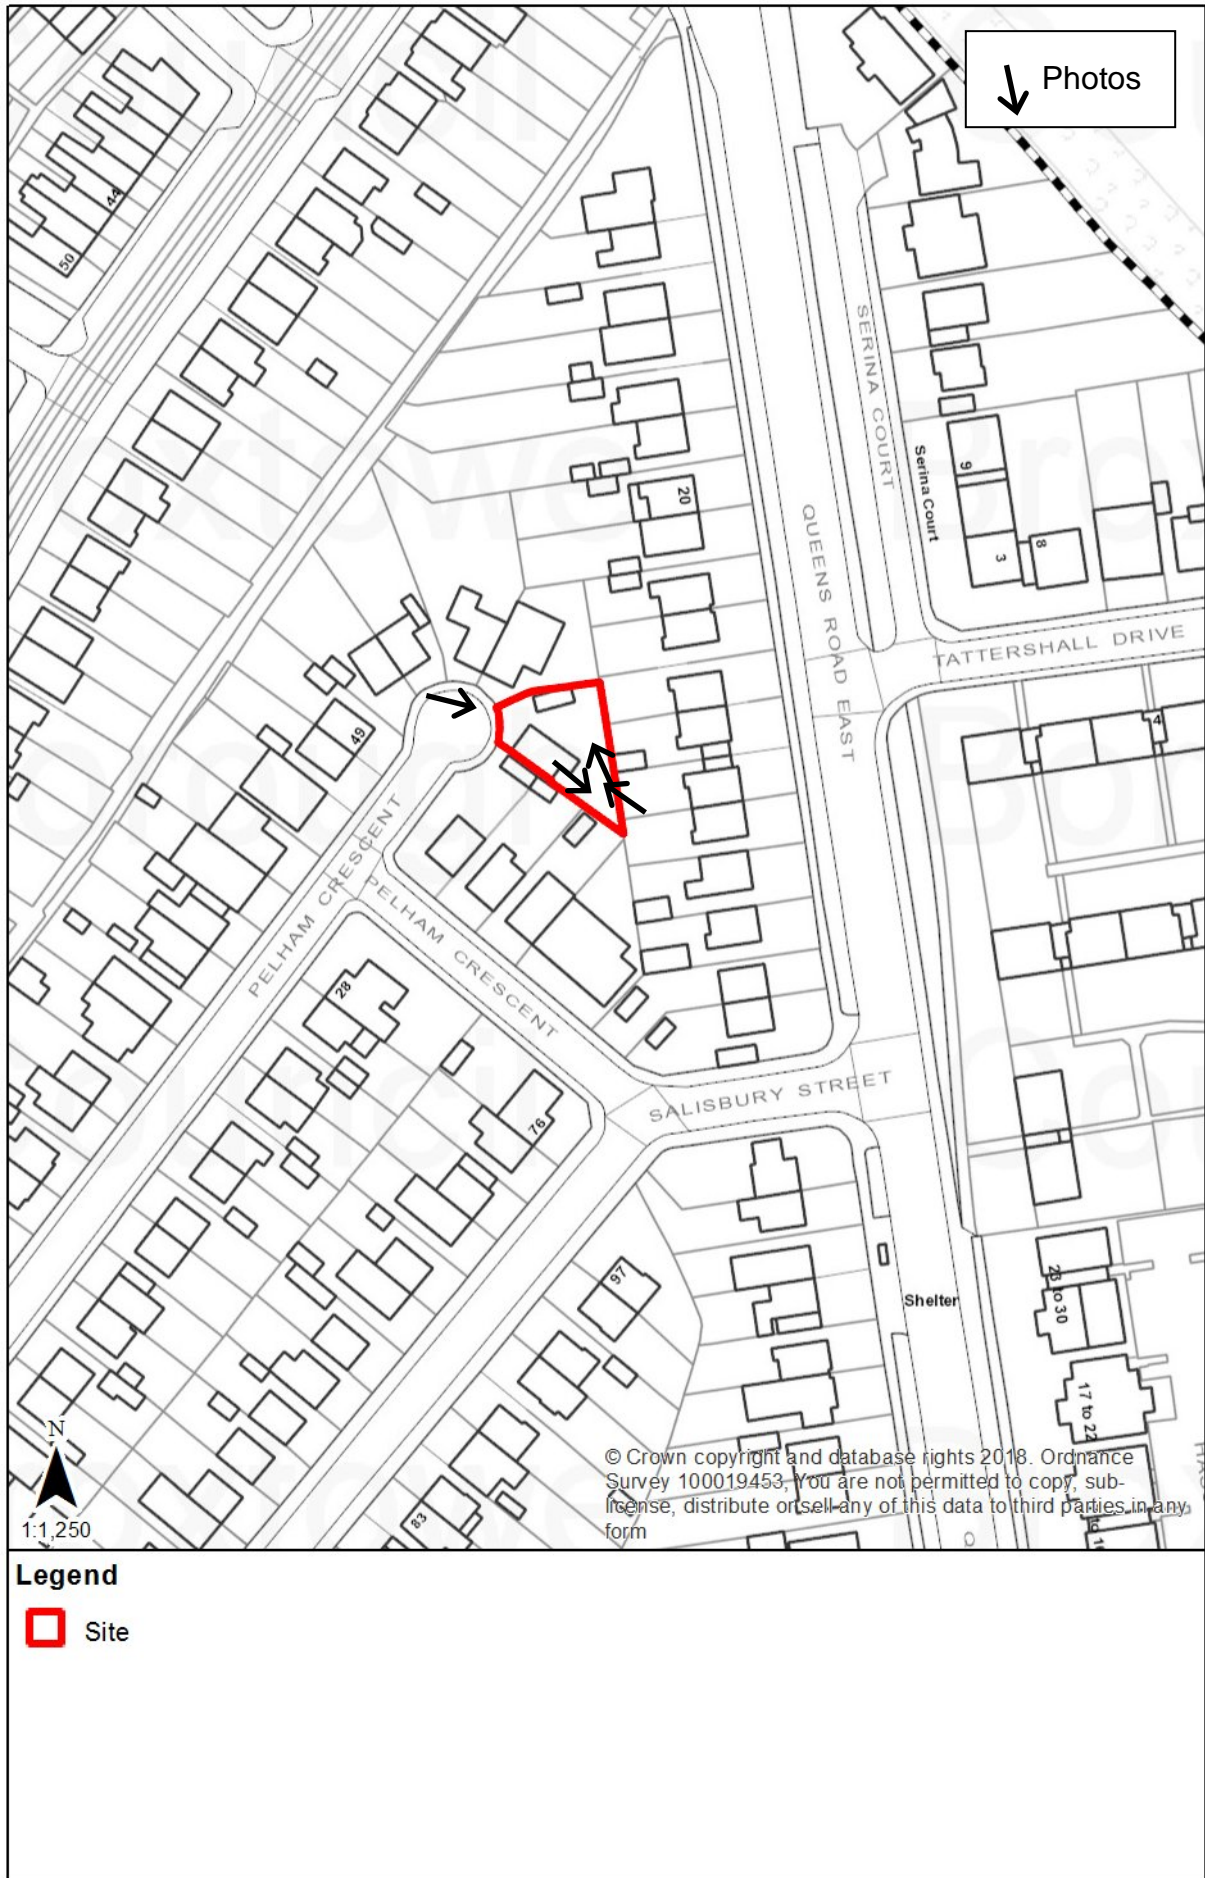 Photos
44
50
SERINA COURT
Serina Court
9
3
8
20
QUEENS ROAD EAST
TATTERSHALL DRIVE
4
49
PELHAM CRESCENT
PELHAM CRESCENT
28
76
SALISBURY STREET
97
Shelter
23 to 30
17 to 22
83
N
1:1,250
© Crown copyright and database rights 2018. Ordnance
Survey 100019453, You are not permitted to copy, sub-
license, distribute or sell any of this data to third parties in any
form
Legend
Site